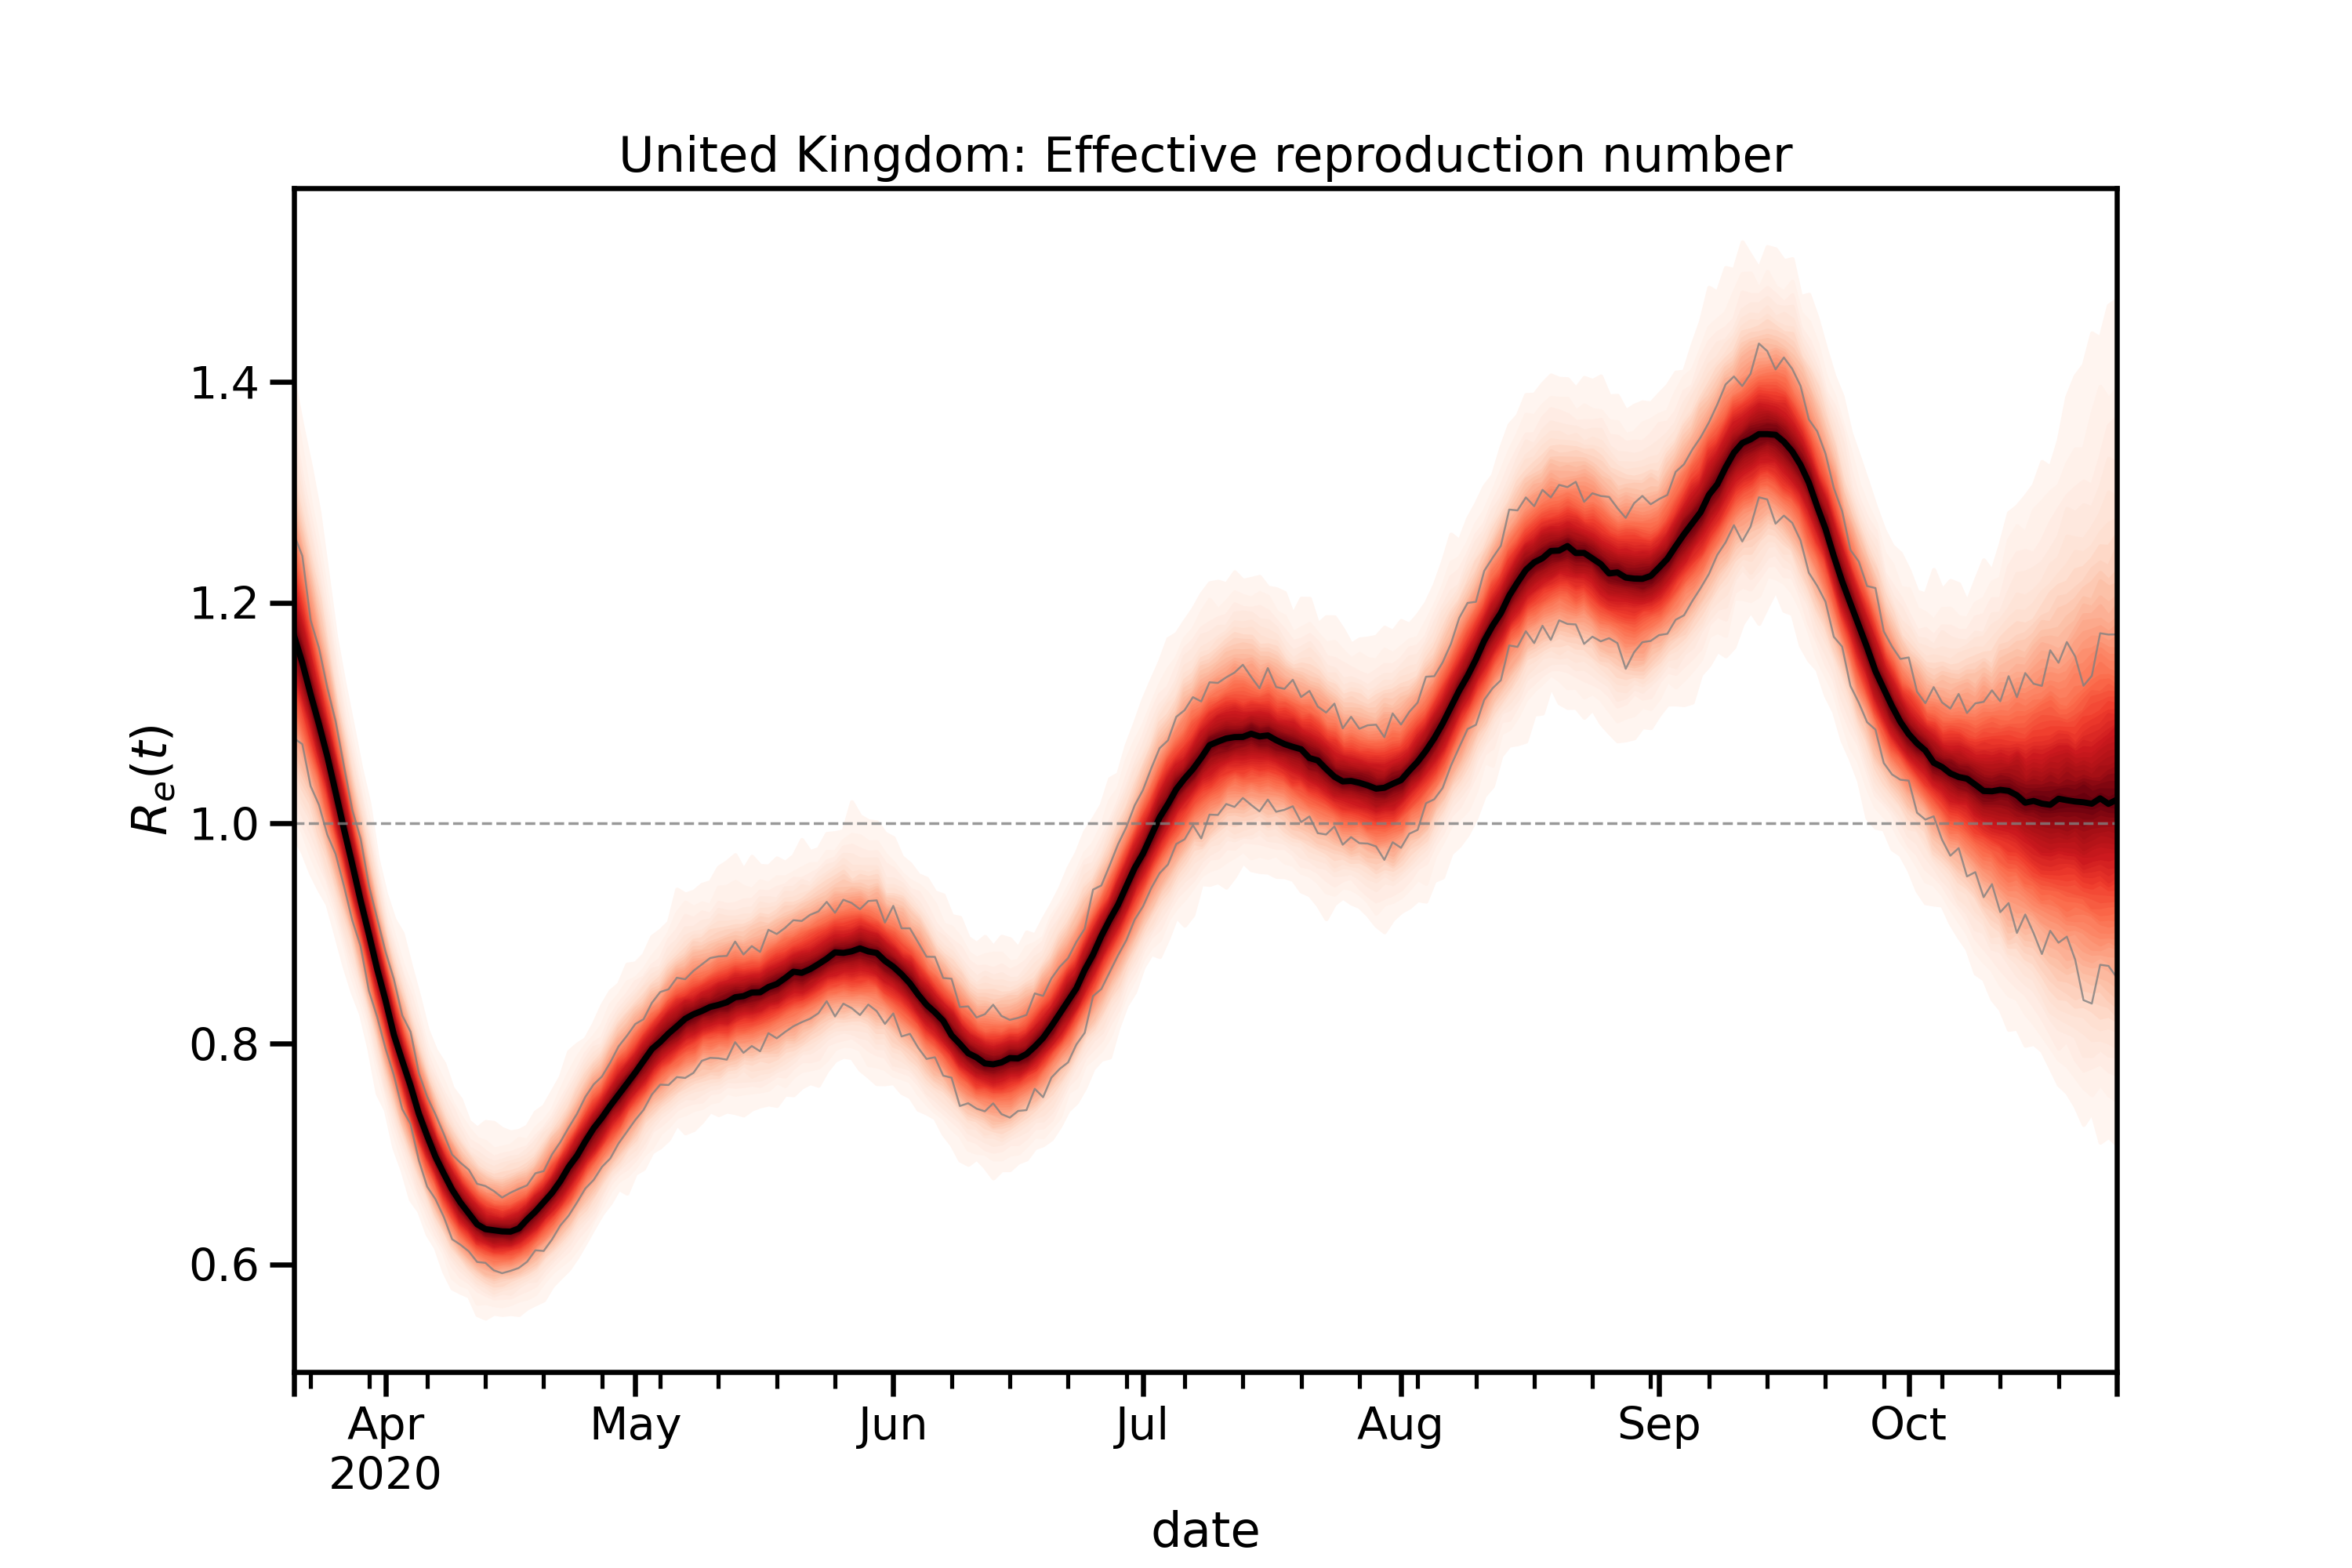 United Kingdom: Effective reproduction number
1.4
1.2
1.0
0.8
0.6
Re(t)
Apr May Jun Jul Aug Sep Oct
2020
date